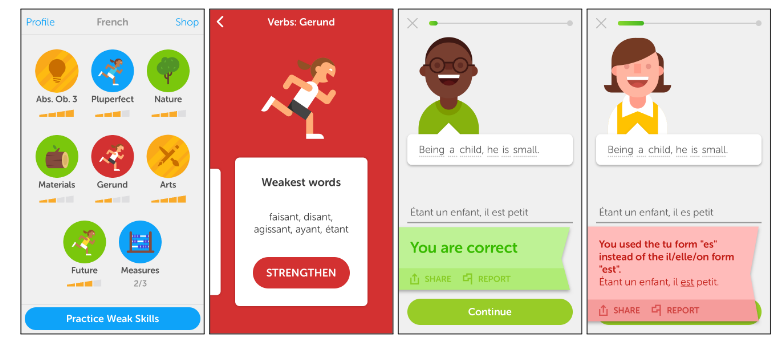 Profile French Shop
Abs. Ob. 3 Pluperfect Nature
Materials Gerund Arts
Future Measures
2/3
Practice Weak Skills
Verbs: Gerund
Weakest words
faisant, disant,
agissant, ayant, étant
STRENGTHEN
Being a child, he is small.
Étant un enfant, il est petit
You are correct
SHARE REPORT
Continue
Being a child, he is small.
Étant un enfant, il es petit
You used the tu form "es"
instead of the il/elle/on form
"est".
Étant un enfant, il est petit.
SHARE REPORT